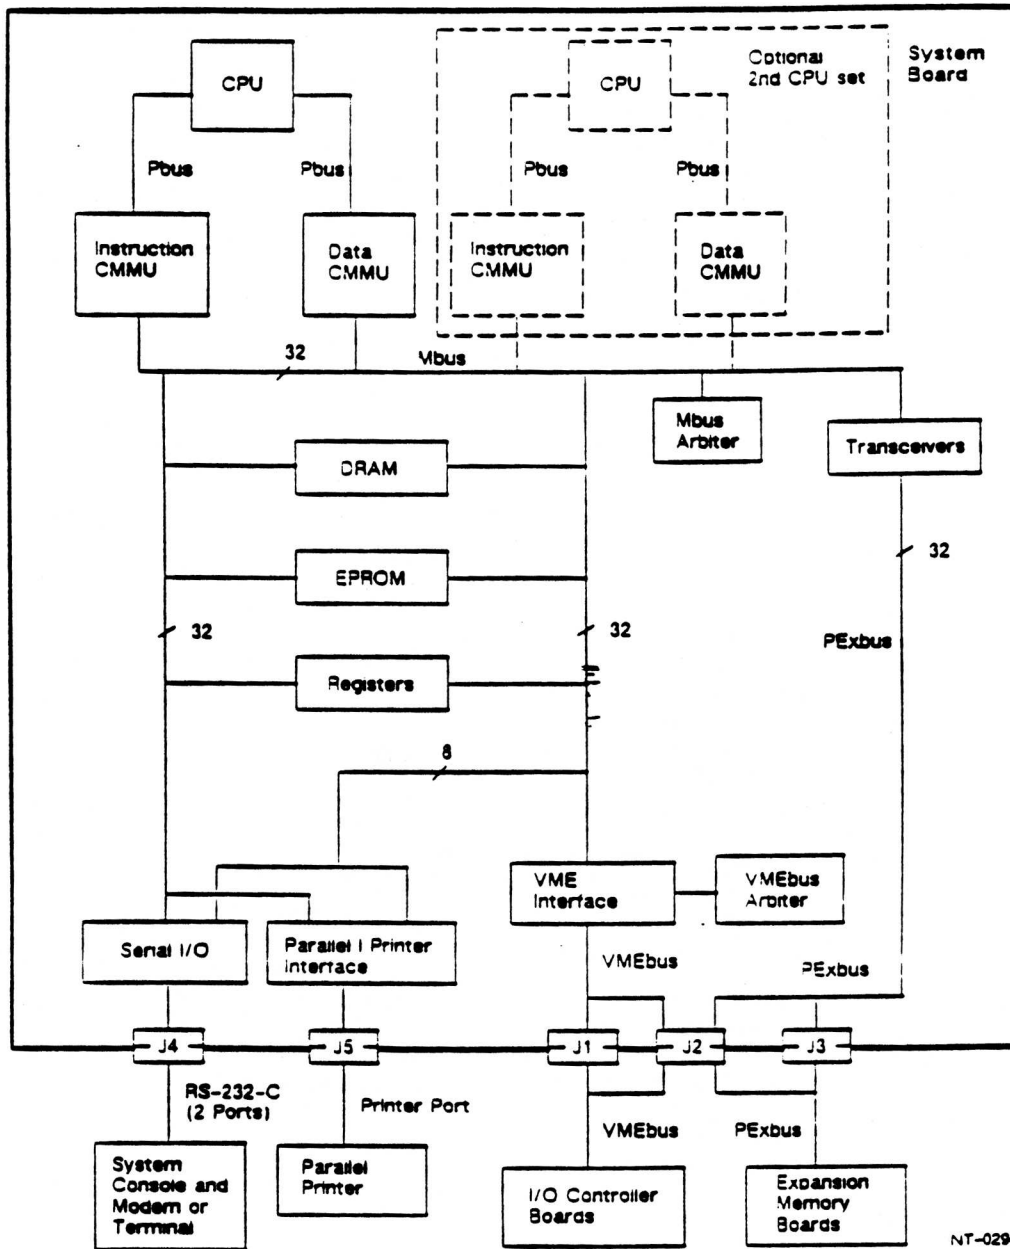 CPU
Optional
2nd CPU set
System
Board
CPU
Pbus
Pbus
Pbus
Pbus
Instruction
CMMU
Data
CMMU
Instruction
CMMU
Data
CMMU
32
Mbus
Mbus
Arbiter
Transceivers
DRAM
32
EPROM
32
32
PExbus
Registers
8
VME
Interface
VMEbus
Arbiter
Serial I/O
Parallel I Printer
Interface
VMEbus
PExbus
J4
J5
J1
J2
J3
RS-232-C
(2 Ports)
Printer Port
VMEbus
PExbus
System
Console and
Modem or
Terminal
Parallel
Printer
I/O Controller
Boards
Expansion
Memory
Boards
NT-029